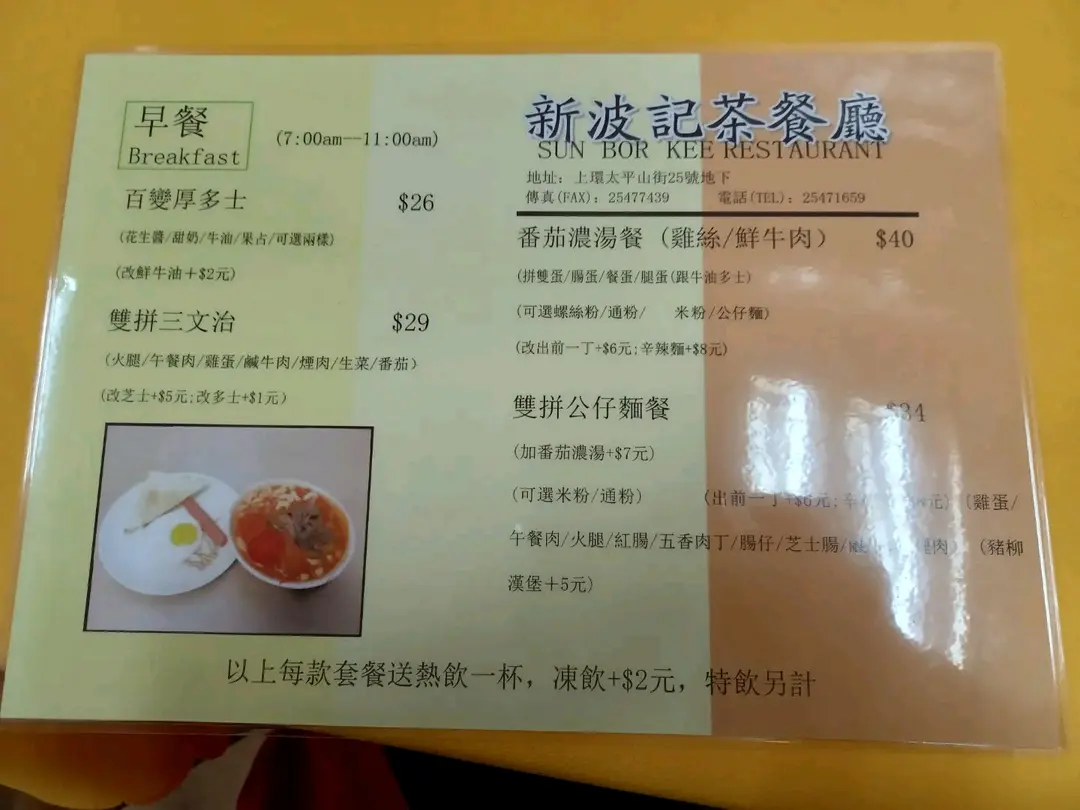 早餐
Breakfast
(7:00am--11:00am)
百變厚多士 $26
(花生醬/甜奶/牛油/果占/可選兩樣)
(改鮮牛油+$2元)
雙拼三文治 $29
(火腿/午餐肉/雞蛋/鹹牛肉/煙肉/生菜/番茄)
(改芝士+$5元;改多士+$1元)
新波記茶餐廳
SUN BOR KEE RESTAURANT
地址: 上環太平山街25號地下
傳真(FAX): 25477439 電話(TEL): 25471659
番茄濃湯餐 (雞絲/鮮牛肉) $40
(拼雙蛋/腸蛋/餐蛋/腿蛋(跟牛油多士)
(可選螺絲粉/通粉/ 米粉/公仔麵)
(改出前一丁+$6元;辛辣麵+$8元)
雙拼公仔麵餐 $34
(加番茄濃湯+$7元)
(可選米粉/通粉) (出前一丁+$6元; 元) (雞蛋/
午餐肉/火腿/紅腸/五香肉丁/腸仔/芝士腸/ 肉) (豬柳
漢堡+5元)
以上每款套餐送熱飲一杯, 凍飲+$2元, 特飲另計